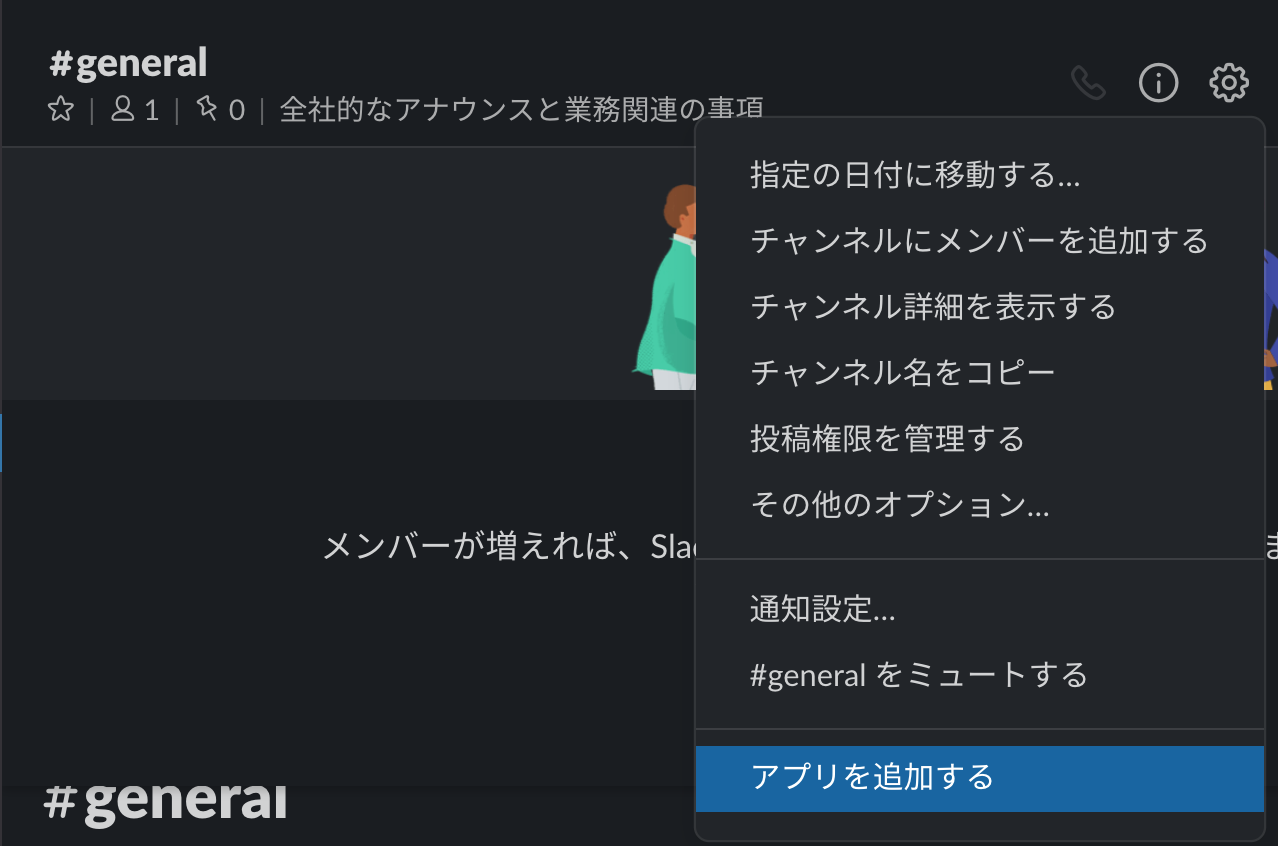 #general
1 | 0 | 全社的なアナウンスと業務関連の事項
指定の日付に移動する...
チャンネルにメンバーを追加する
チャンネル詳細を表示する
チャンネル名をコピー
投稿権限を管理する
その他のオプション...
メンバーが増えれば、Slac
通知設定...
#general をミュートする
アプリを追加する
#general